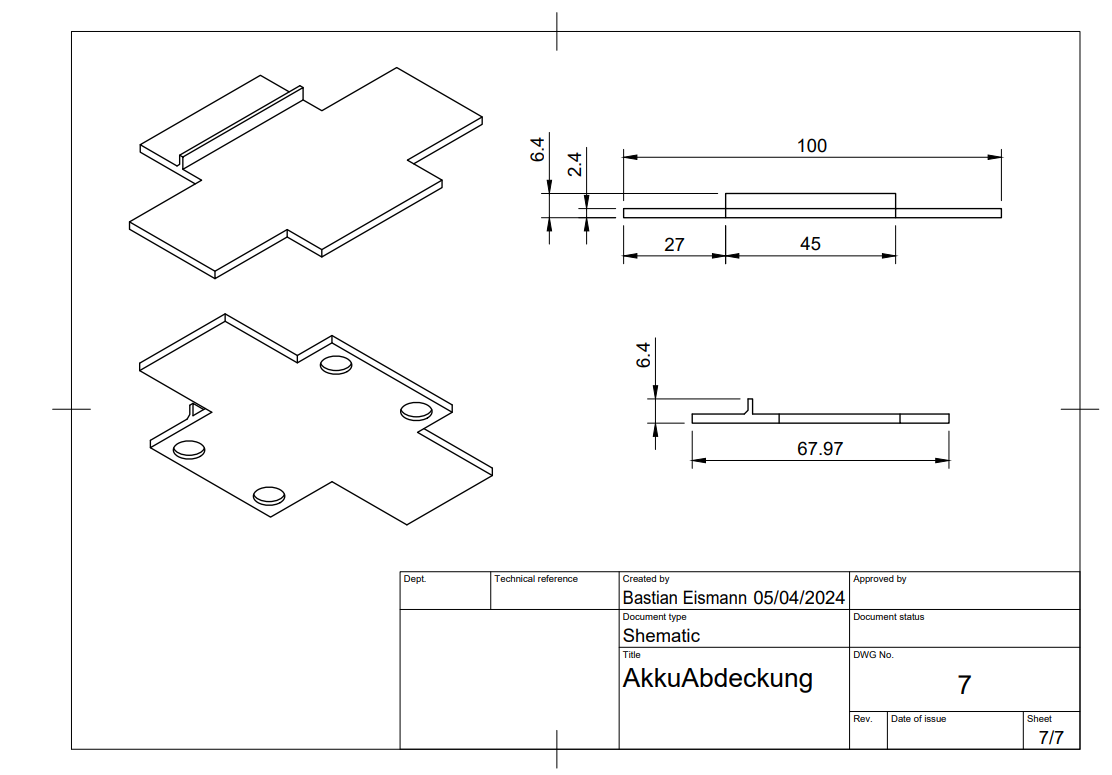 100
6.4
2.4
27
45
6.4
67.97
Dept.
Technical reference
Created by
Approved by
Bastian Eismann 05/04/2024
Document type
Document status
Shematic
Title
DWG No.
AkkuAbdeckung
7
Rev.
Date of issue
Sheet
7/7